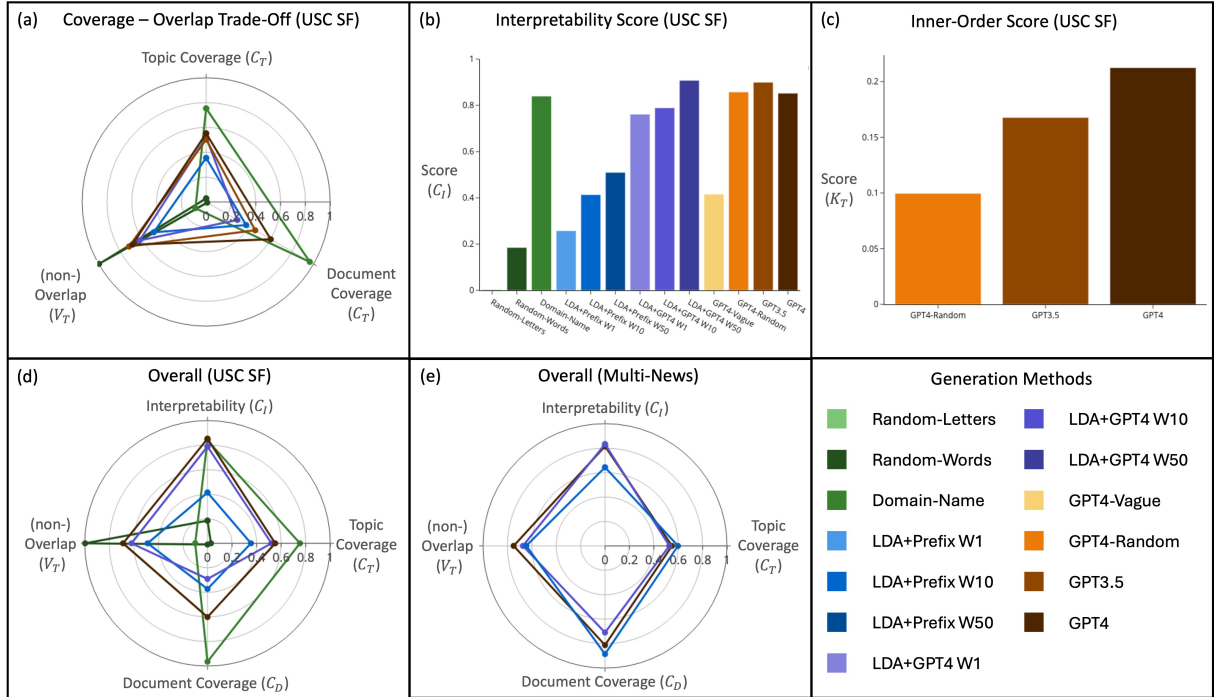 (a) Coverage – Overlap Trade-Off (USC SF)
Topic Coverage (C_T)
0 0.2 0.4 0.6 0.8 1
(non-)
Overlap
(V_T)
Document
Coverage
(C_T)
(b) Interpretability Score (USC SF)
1
0.8
0.6
Score
(C_I)
0.4
0.2
0
Random-Letters
Random-Words
Domain-Name
LDA+Prefix W1
LDA+Prefix W10
LDA+Prefix W50
LDA+GPT4 W1
LDA+GPT4 W10
LDA+GPT4 W50
GPT4-Vague
GPT4-Random
GPT3.5
GPT4
(c) Inner-Order Score (USC SF)
0.2
0.15
Score
(K_T)
0.1
0.05
0
GPT4-Random GPT3.5 GPT4
(d) Overall (USC SF)
Interpretability (C_I)
(non-)
Overlap
(V_T)
Topic
Coverage
(C_T)
0 0.2 0.4 0.6 0.8 1
Document Coverage (C_D)
(e) Overall (Multi-News)
Interpretability (C_I)
(non-)
Overlap
(V_T)
Topic
Coverage
(C_T)
0 0.2 0.4 0.6 0.8 1
Document Coverage (C_D)
Generation Methods
Random-Letters
Random-Words
Domain-Name
LDA+Prefix W1
LDA+Prefix W10
LDA+Prefix W50
LDA+GPT4 W1
LDA+GPT4 W10
LDA+GPT4 W50
GPT4-Vague
GPT4-Random
GPT3.5
GPT4